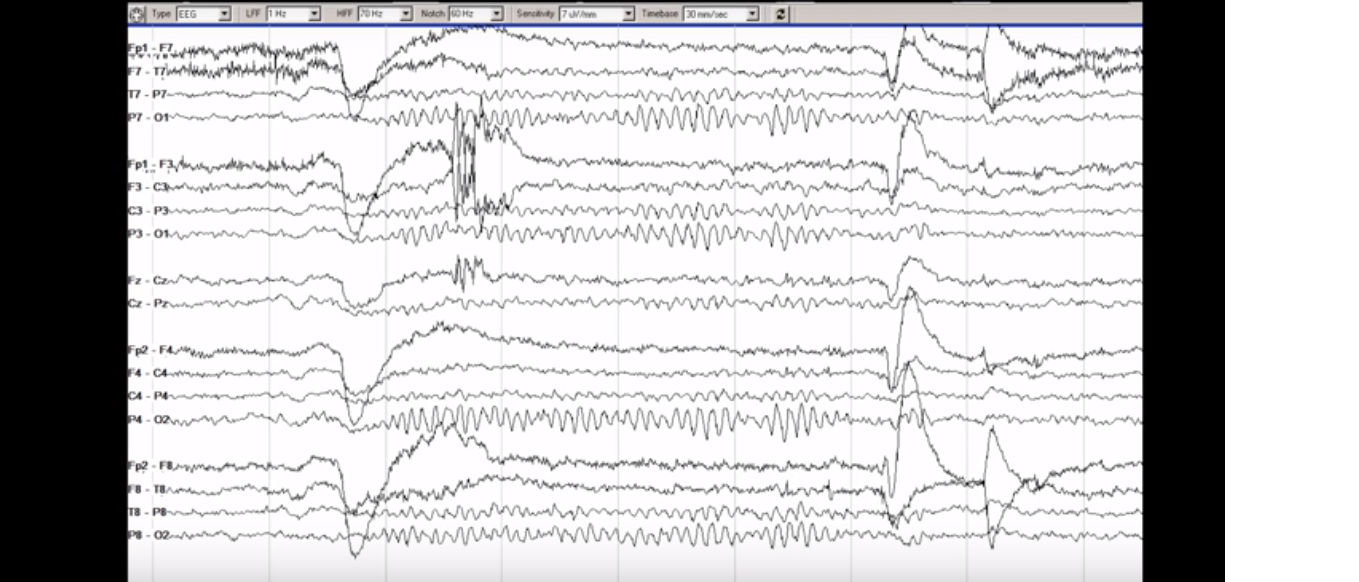 Type EEG LFF 1 Hz HFF 70 Hz Notch 60 Hz Sensitivity 7 uV/mm Timebase 30 mm/sec
Fp1 - F7
F7 - T7
T7 - P7
P7 - O1
Fp1 - F3
F3 - C3
C3 - P3
P3 - O1
Fz - Cz
Cz - Pz
Fp2 - F4
F4 - C4
C4 - P4
P4 - O2
Fp2 - F8
F8 - T8
T8 - P8
P8 - O2